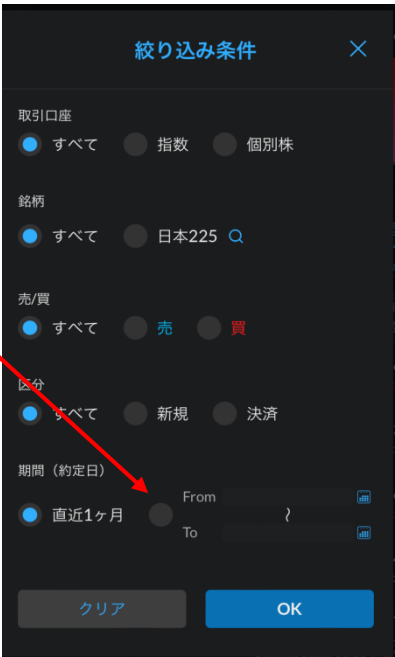 絞り込み条件
取引口座
すべて 指数 個別株
銘柄
すべて 日本225
売/買
すべて 売 買
区分
すべて 新規 決済
期間（約定日）
From
直近1ヶ月 ～
To
クリア OK